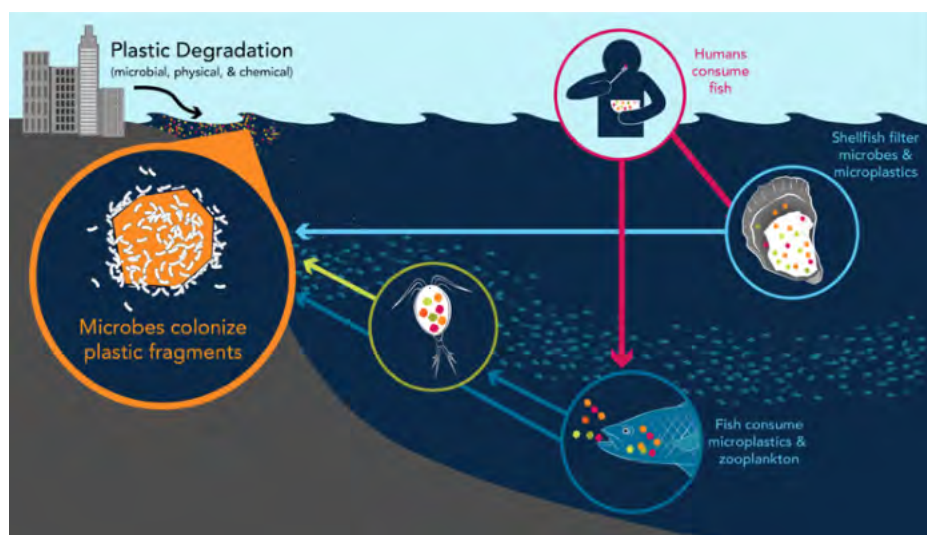 Plastic Degradation
(microbial, physical, & chemical)
Humans
consume
fish
Shellfish filter
microbes &
microplastics
Microbes colonize
plastic fragments
Fish consume
microplastics &
zooplankton